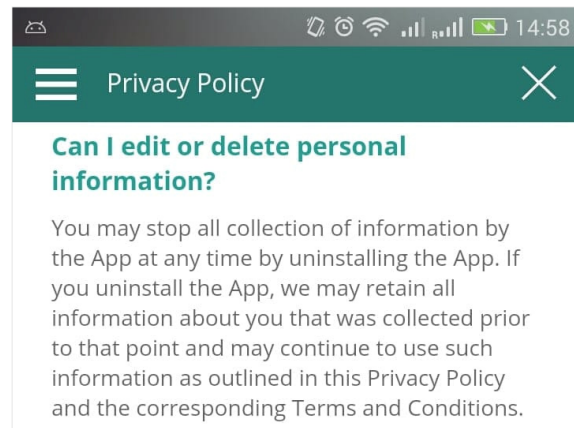 14:58
Privacy Policy
Can I edit or delete personal
information?
You may stop all collection of information by
the App at any time by uninstalling the App. If
you uninstall the App, we may retain all
information about you that was collected prior
to that point and may continue to use such
information as outlined in this Privacy Policy
and the corresponding Terms and Conditions.